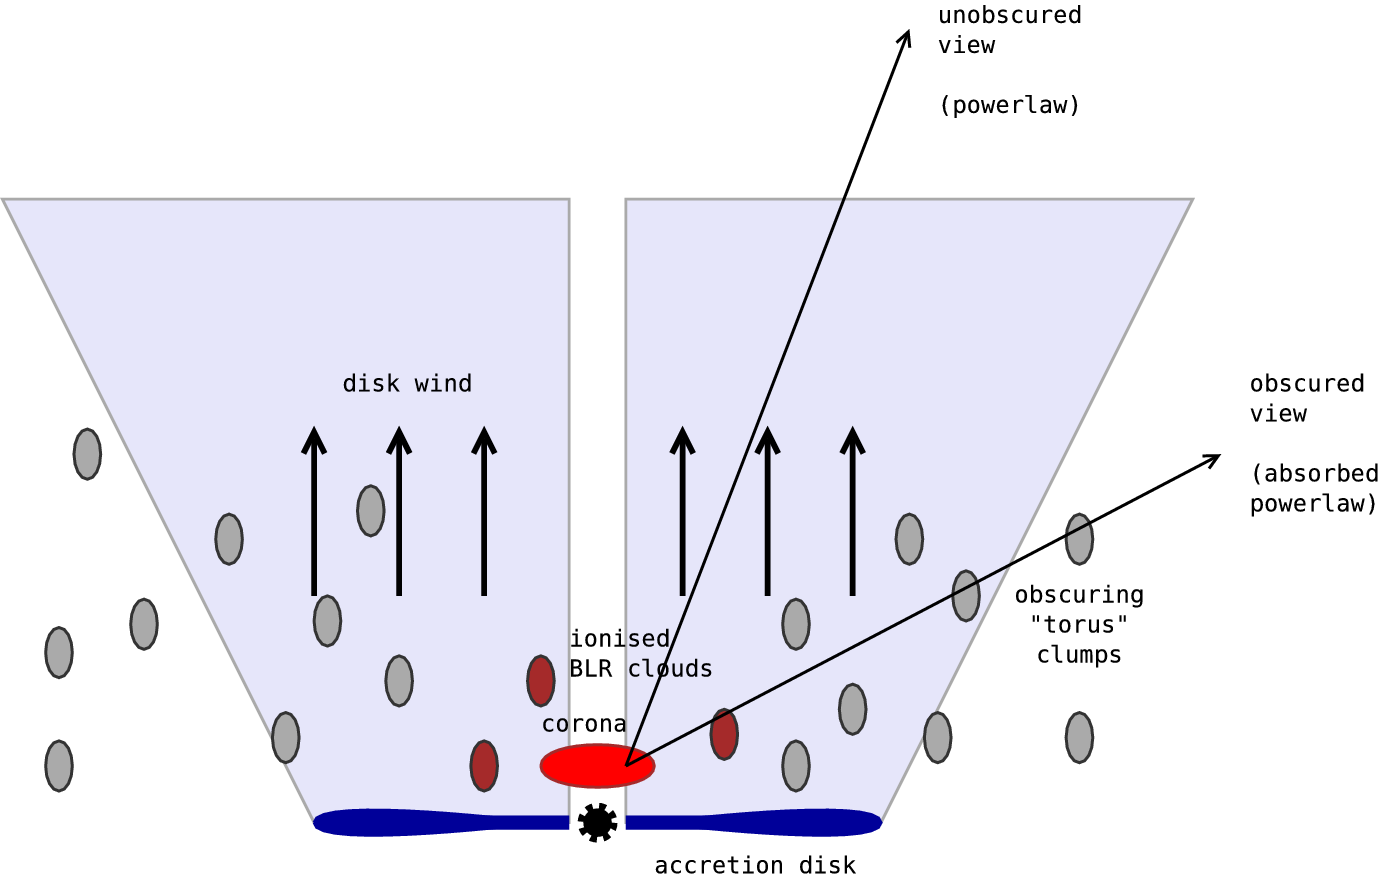 unobscured
view
(powerlaw)
disk wind
obscured
view
(absorbed
powerlaw)
obscuring
"torus"
clumps
ionised
BLR clouds
corona
accretion disk